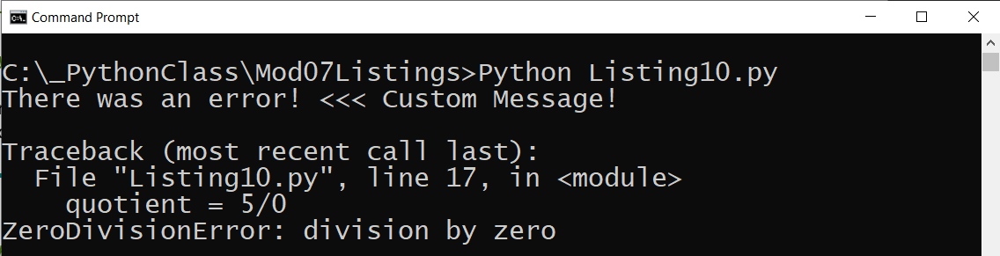 Command Prompt
C:\_PythonClass\Mod07Listings>Python Listing10.py
There was an error! <<< Custom Message!
Traceback (most recent call last):
  File "Listing10.py", line 17, in <module>
    quotient = 5/0
ZeroDivisionError: division by zero